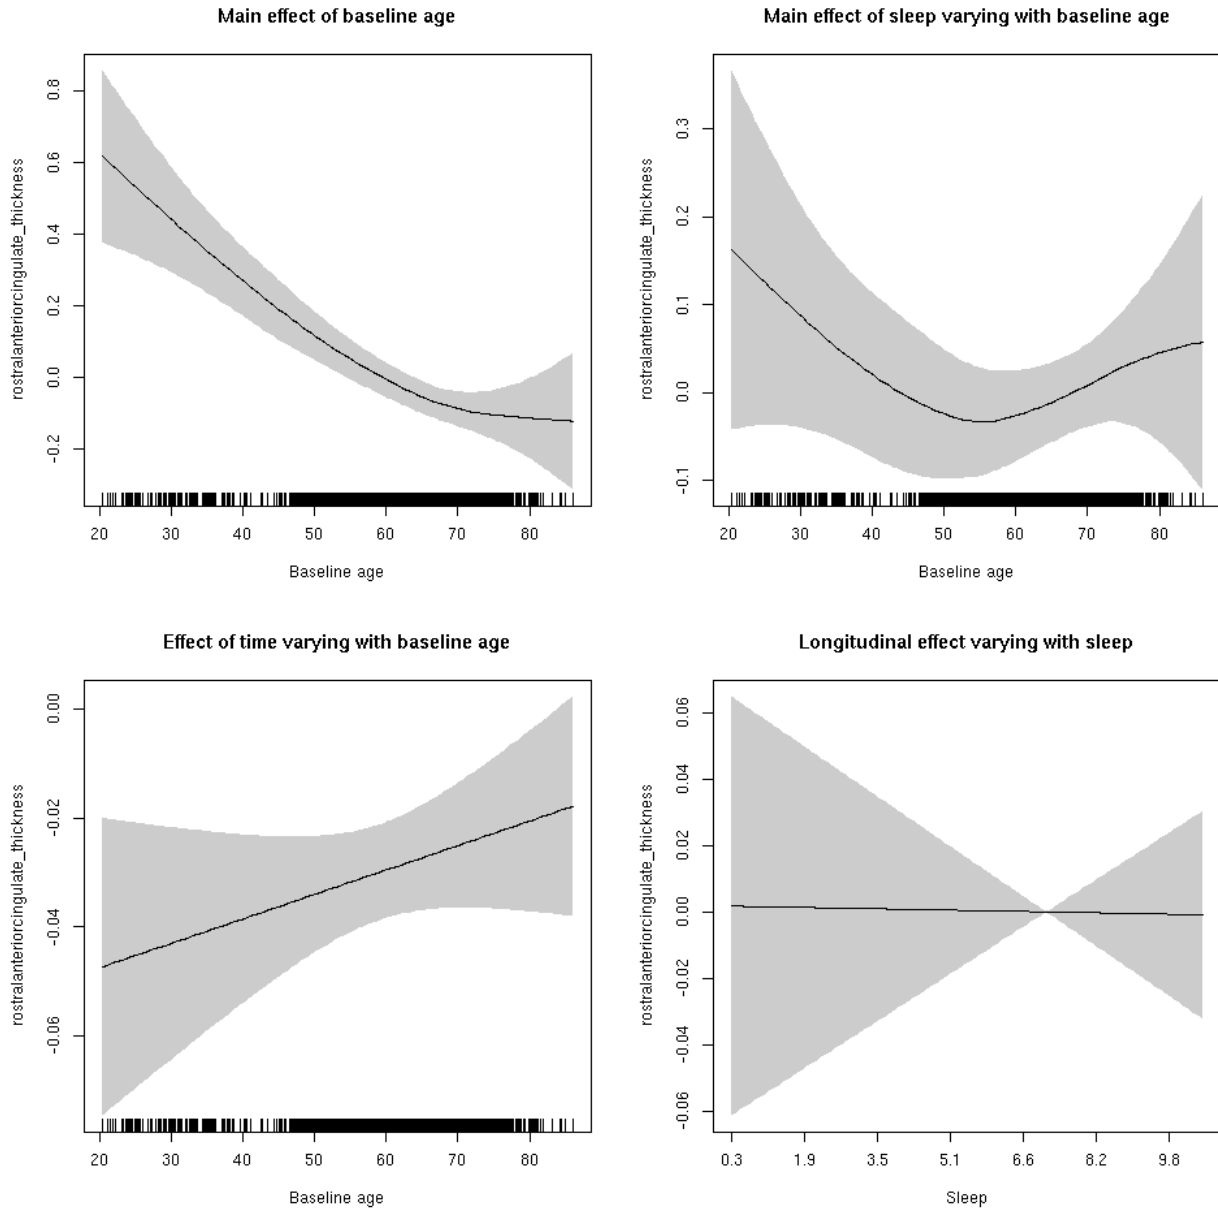 Main effect of baseline age
rostralanteriorcingulate_thickness
0.8
0.6
0.4
0.2
0.0
-0.2
20 30 40 50 60 70 80
Baseline age
Main effect of sleep varying with baseline age
rostralanteriorcingulate_thickness
0.3
0.2
0.1
0.0
-0.1
20 30 40 50 60 70 80
Baseline age
Effect of time varying with baseline age
rostralanteriorcingulate_thickness
0.00
-0.02
-0.04
-0.06
20 30 40 50 60 70 80
Baseline age
Longitudinal effect varying with sleep
rostralanteriorcingulate_thickness
0.06
0.04
0.02
0.00
-0.02
-0.04
-0.06
0.3 1.9 3.5 5.1 6.6 8.2 9.8
Sleep